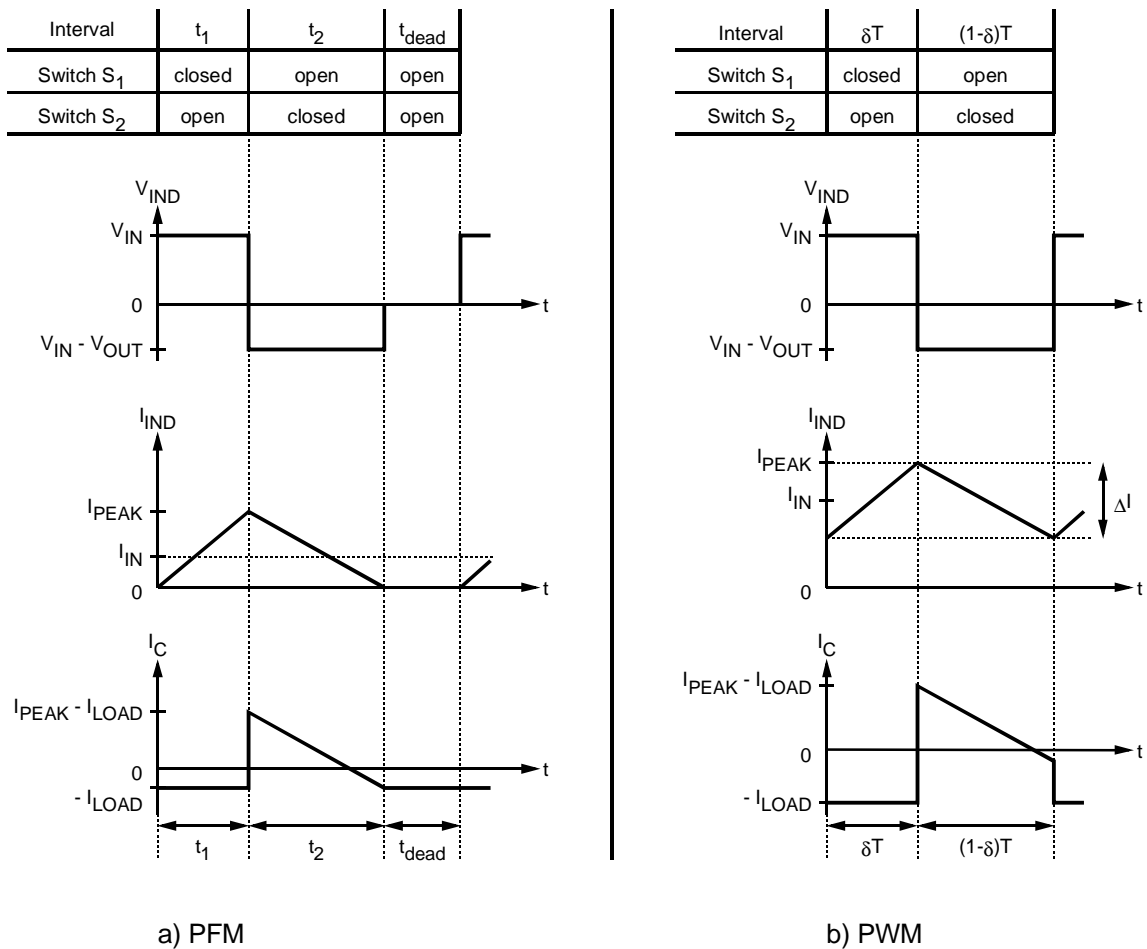 Interval t1 t2 tdead
Switch S1 closed open open
Switch S2 open closed open
VIND
VIN
0
t
VIN - VOUT
IIND
IPEAK
IIN
0
t
IC
IPEAK - ILOAD
0
t
- ILOAD
t1 t2 tdead
a) PFM
Interval δT (1-δ)T
Switch S1 closed open
Switch S2 open closed
VIND
VIN
0
t
VIN - VOUT
IIND
IPEAK
IIN
ΔI
0
t
IC
IPEAK - ILOAD
0
t
- ILOAD
δT (1-δ)T
b) PWM